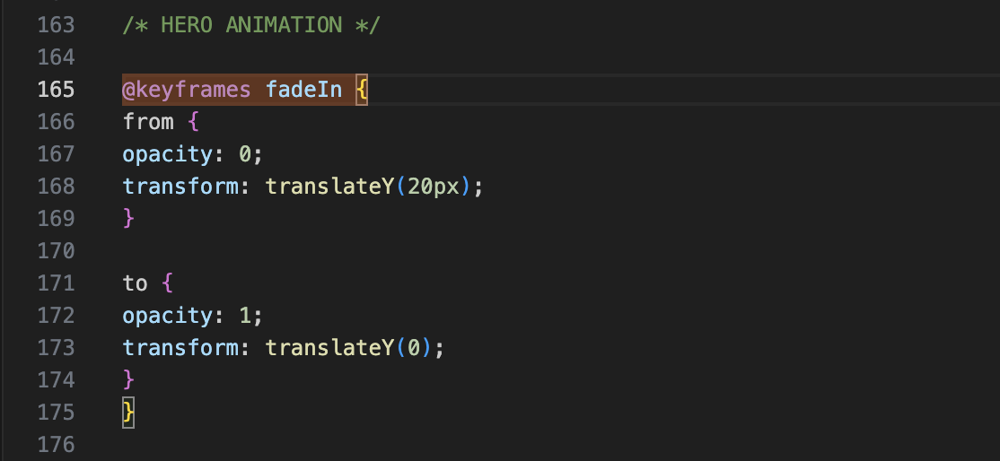 163 /* HERO ANIMATION */
164
165 @keyframes fadeIn {
166 from {
167 opacity: 0;
168 transform: translateY(20px);
169 }
170
171 to {
172 opacity: 1;
173 transform: translateY(0);
174 }
175 }
176